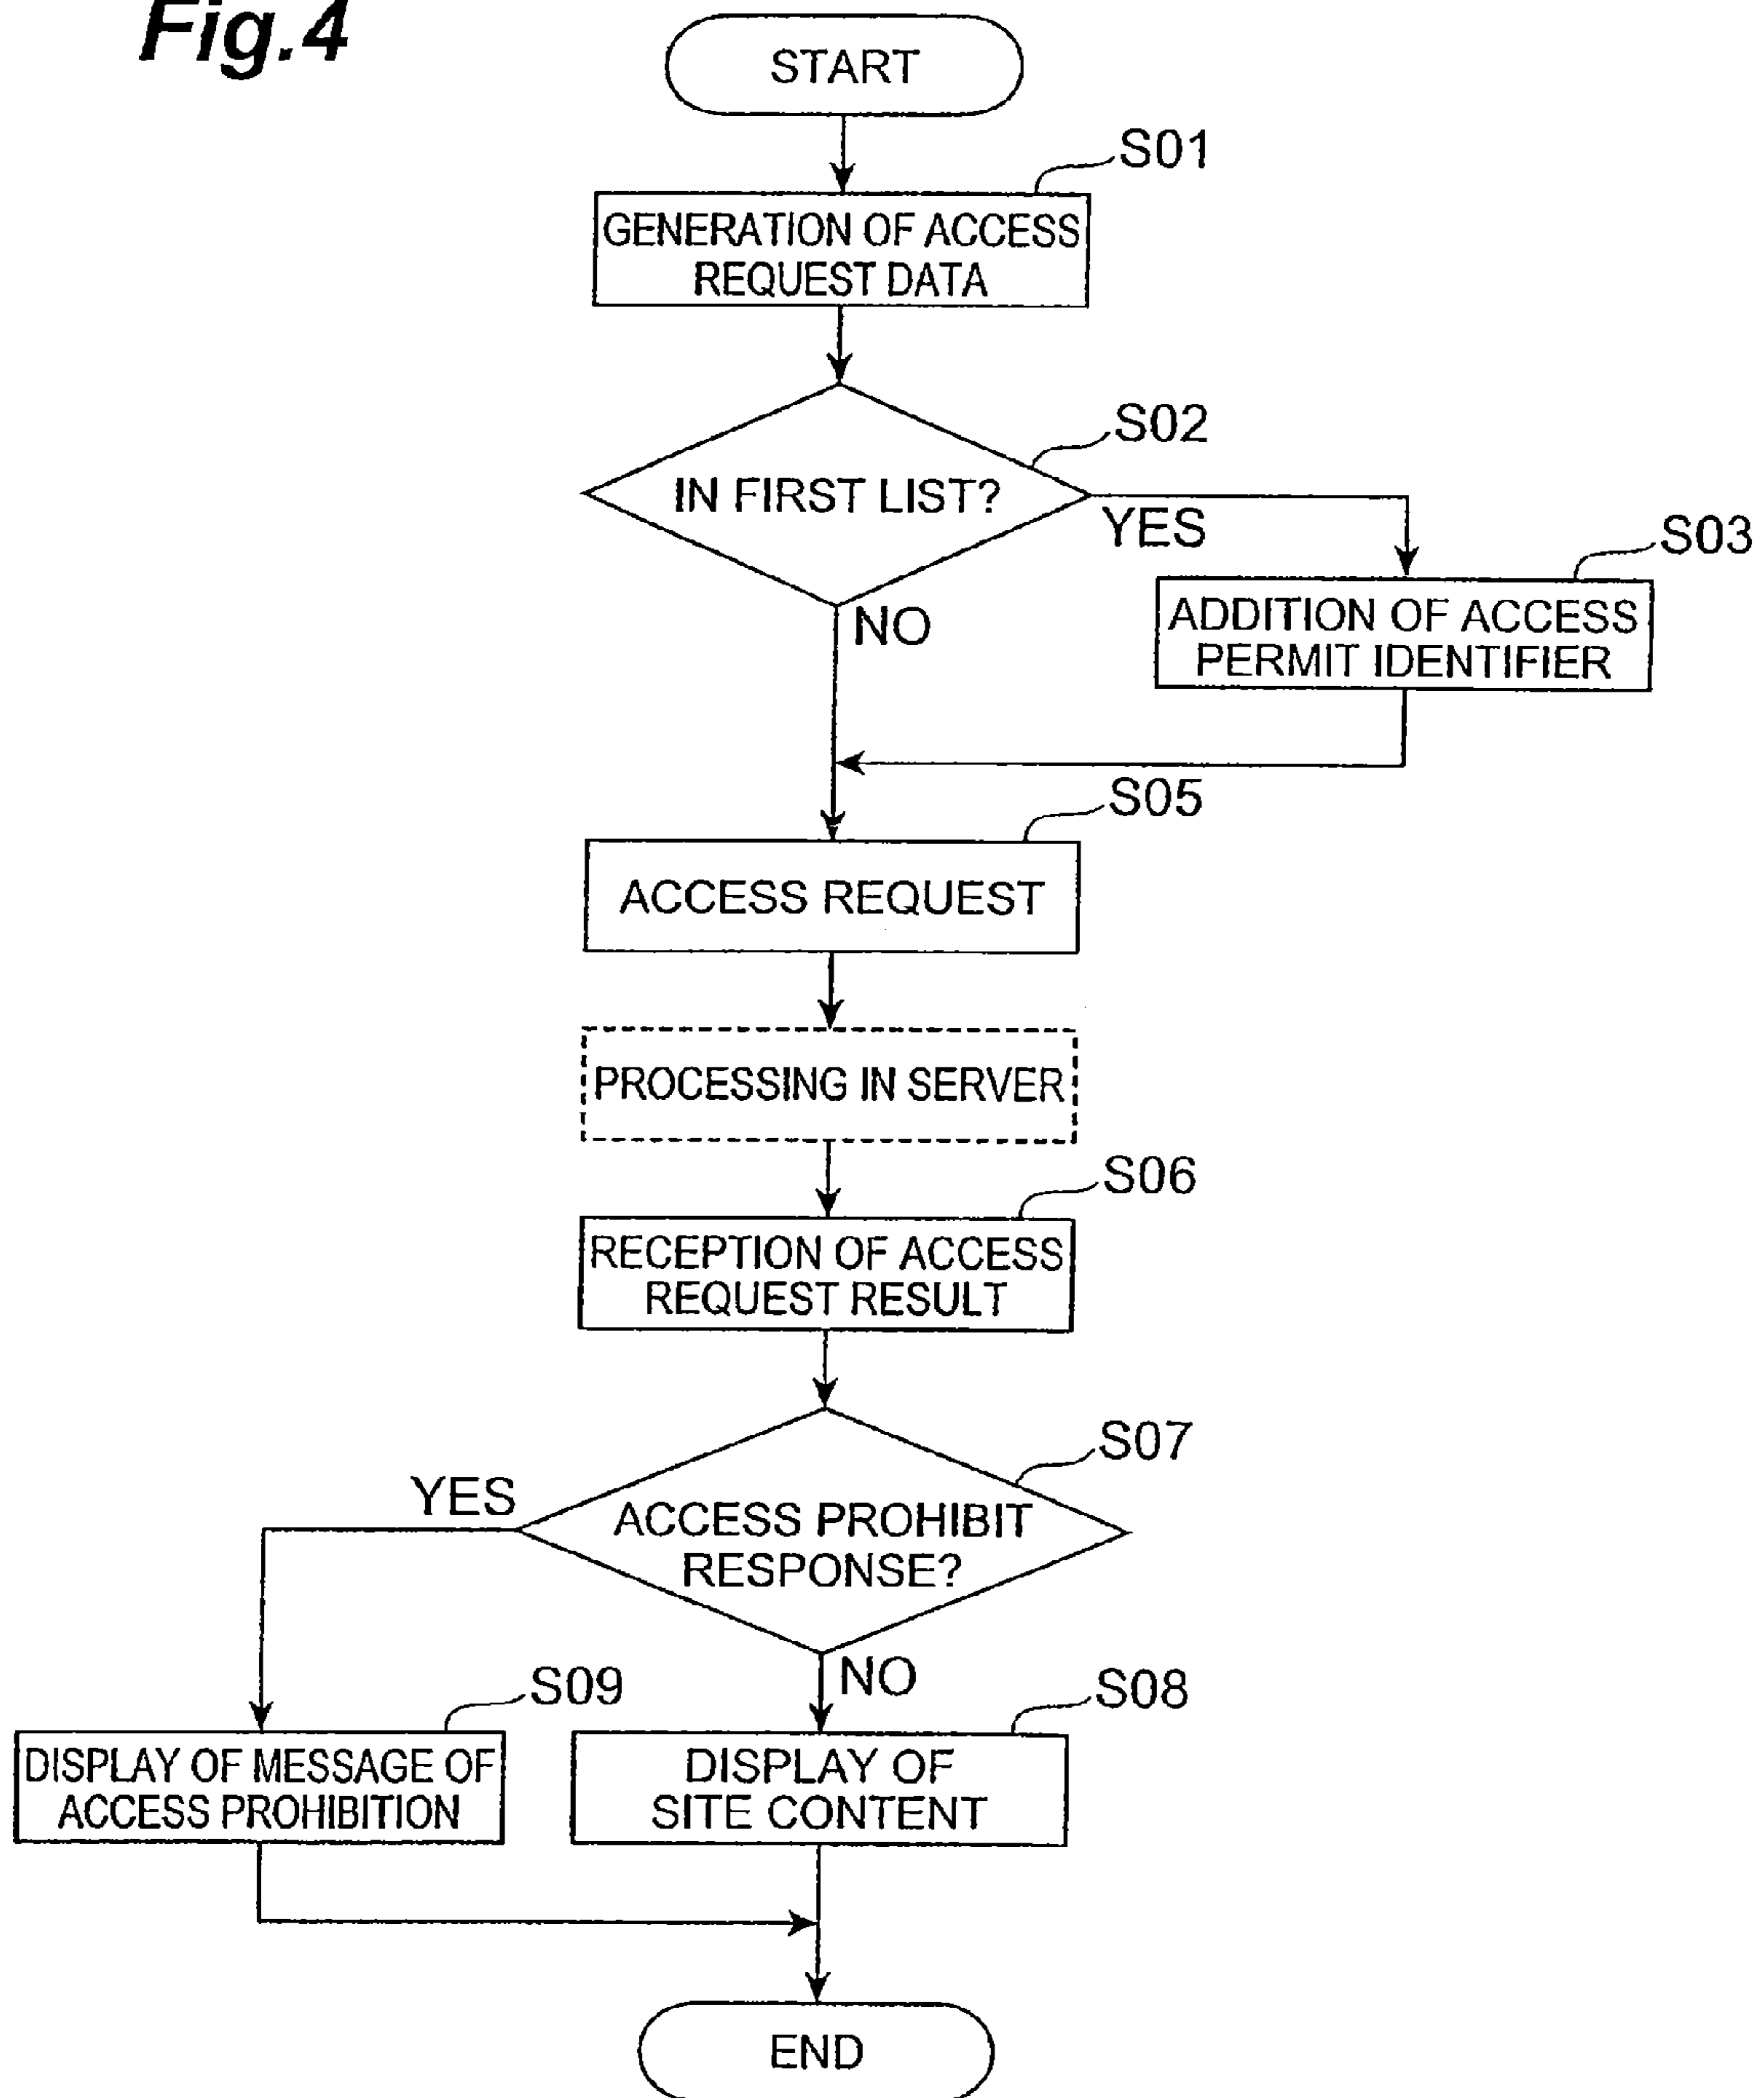 Fig.4
START
S01
GENERATION OF ACCESS
REQUEST DATA
S02
IN FIRST LIST?
YES
S03
ADDITION OF ACCESS
PERMIT IDENTIFIER
NO
S05
ACCESS REQUEST
PROCESSING IN SERVER
S06
RECEPTION OF ACCESS
REQUEST RESULT
S07
YES
ACCESS PROHIBIT
RESPONSE?
NO
S09
S08
DISPLAY OF MESSAGE OF
ACCESS PROHIBITION
DISPLAY OF
SITE CONTENT
END